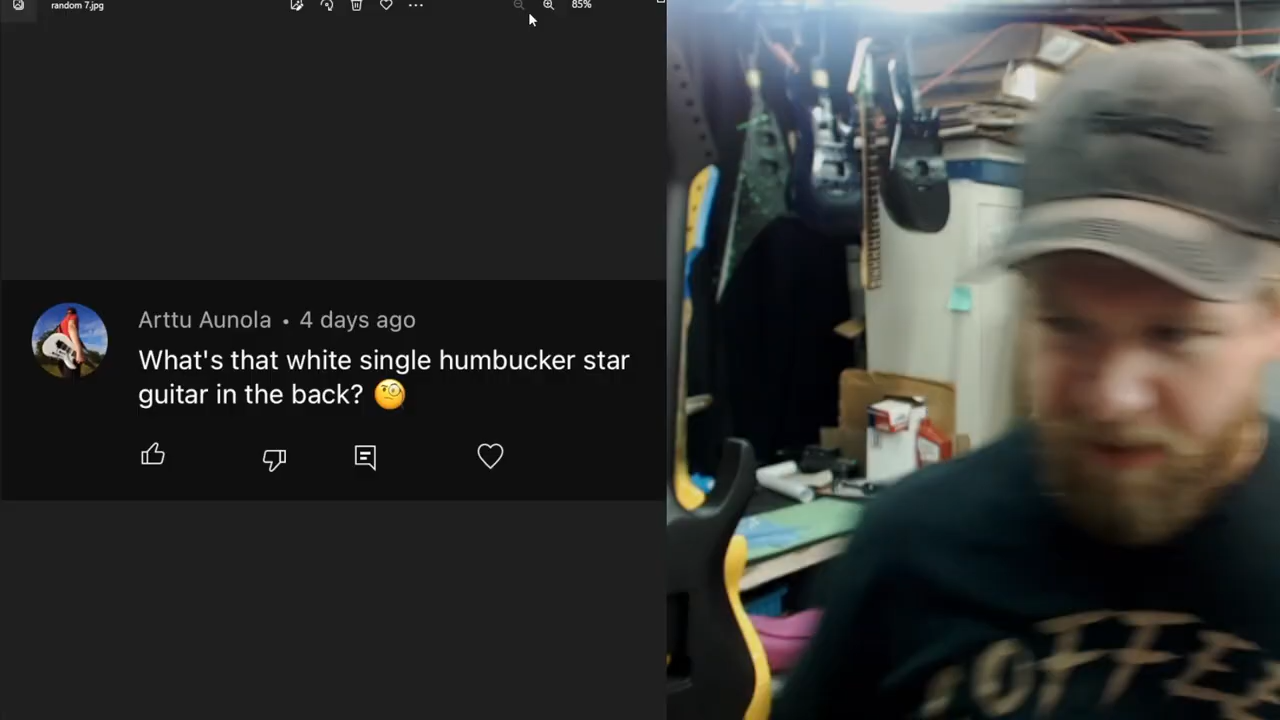 random 7.jpg
85%
Arttu Aunola • 4 days ago
What's that white single humbucker star
guitar in the back? 🧐